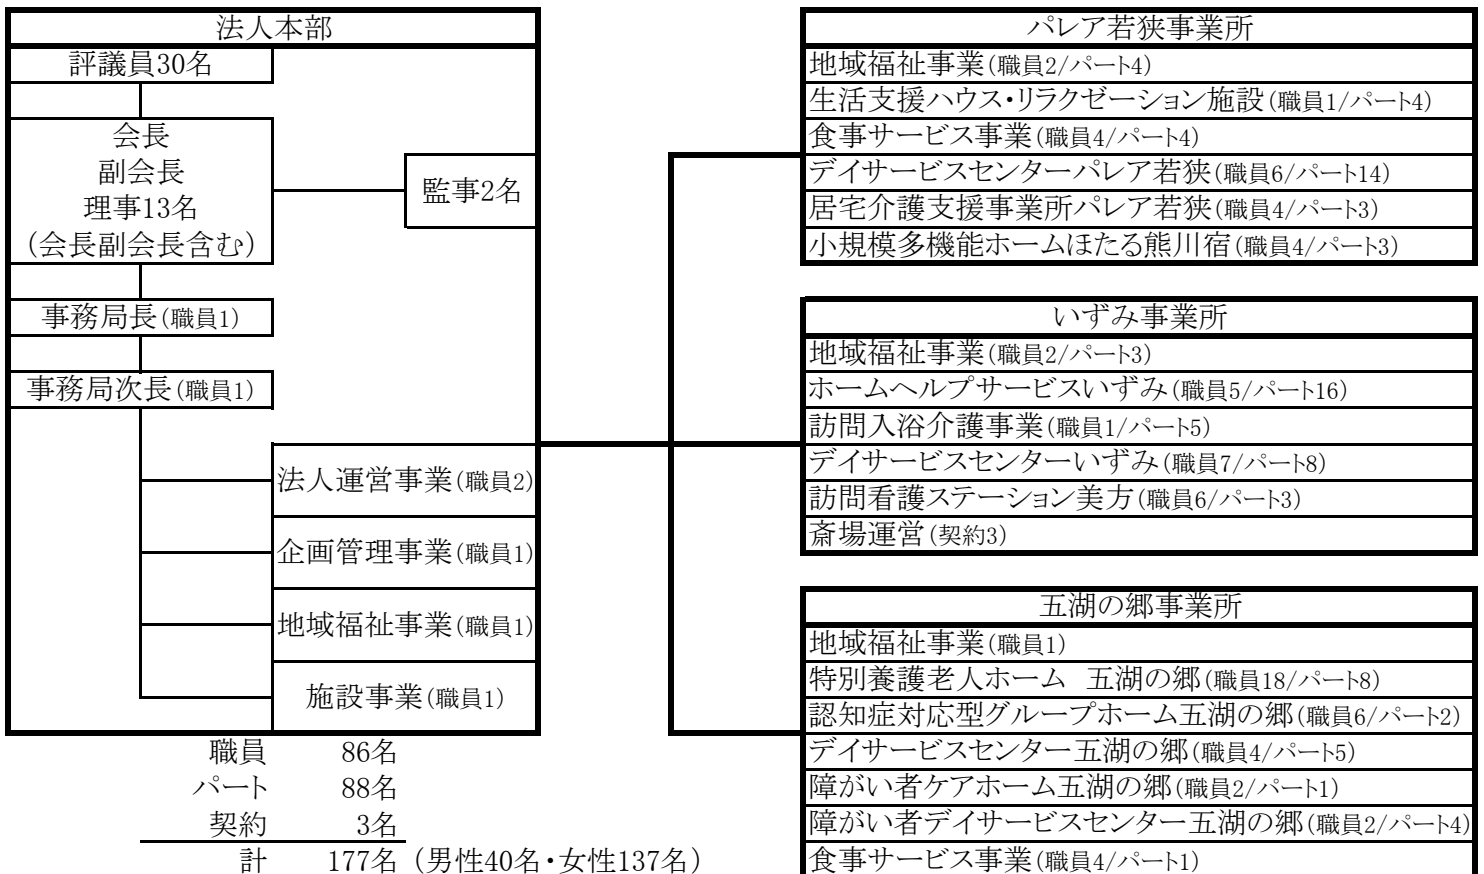 法人本部
評議員30名
会長
副会長
理事13名
(会長副会長含む)
監事2名
事務局長(職員1)
事務局次長(職員1)
法人運営事業(職員2)
企画管理事業(職員1)
地域福祉事業(職員1)
施設事業(職員1)
職員 86名
パート 88名
契約 3名
計 177名(男性40名・女性137名)
パレア若狭事業所
地域福祉事業(職員2/パート4)
生活支援ハウス・リラクゼーション施設(職員1/パート4)
食事サービス事業(職員4/パート4)
デイサービスセンターパレア若狭(職員6/パート14)
居宅介護支援事業所パレア若狭(職員4/パート3)
小規模多機能ホームほたる熊川宿(職員4/パート3)
いずみ事業所
地域福祉事業(職員2/パート3)
ホームヘルプサービスいずみ(職員5/パート16)
訪問入浴介護事業(職員1/パート5)
デイサービスセンターいずみ(職員7/パート8)
訪問看護ステーション美方(職員6/パート3)
斎場運営(契約3)
五湖の郷事業所
地域福祉事業(職員1)
特別養護老人ホーム 五湖の郷(職員18/パート8)
認知症対応型グループホーム五湖の郷(職員6/パート2)
デイサービスセンター五湖の郷(職員4/パート5)
障がい者ケアホーム五湖の郷(職員2/パート1)
障がい者デイサービスセンター五湖の郷(職員2/パート4)
食事サービス事業(職員4/パート1)